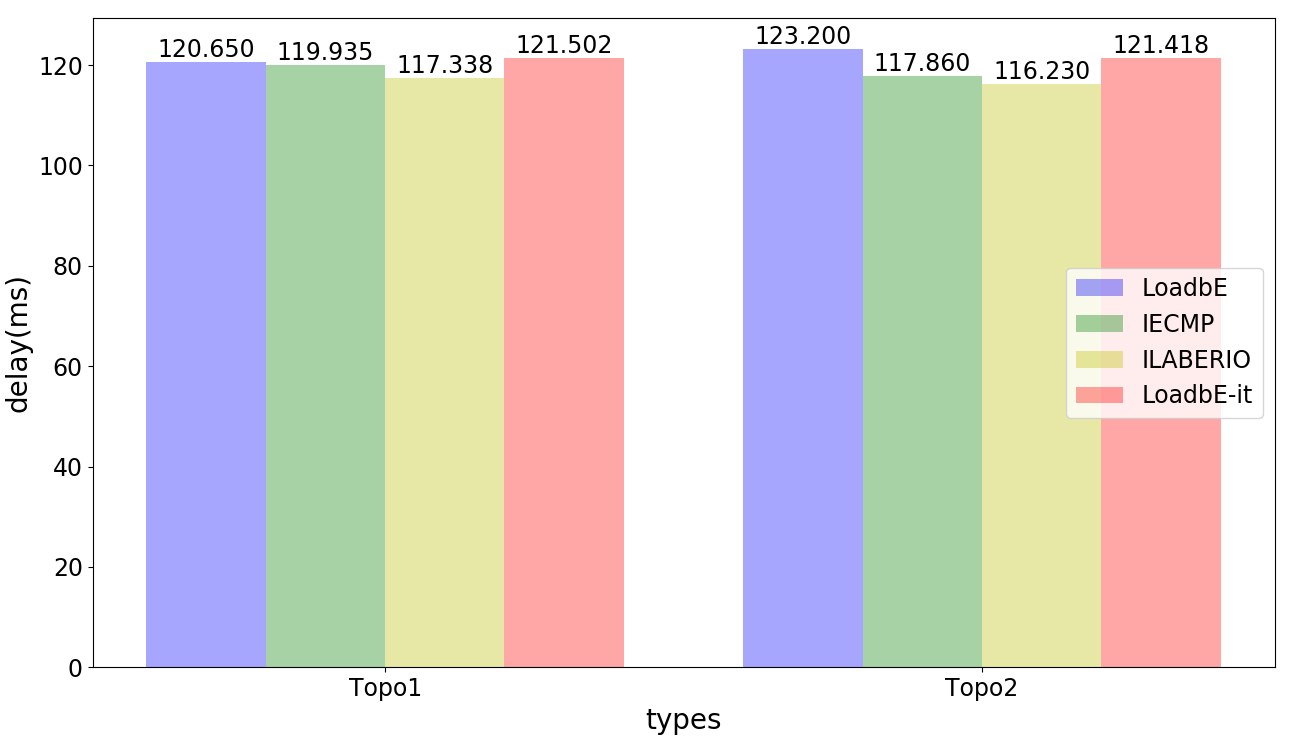 120.650 119.935 117.338 121.502 123.200 117.860 116.230 121.418
120
100
80
60
40
20
0
delay(ms)
LoadbE
IECMP
ILABERIO
LoadbE-it
Topo1 Topo2
types